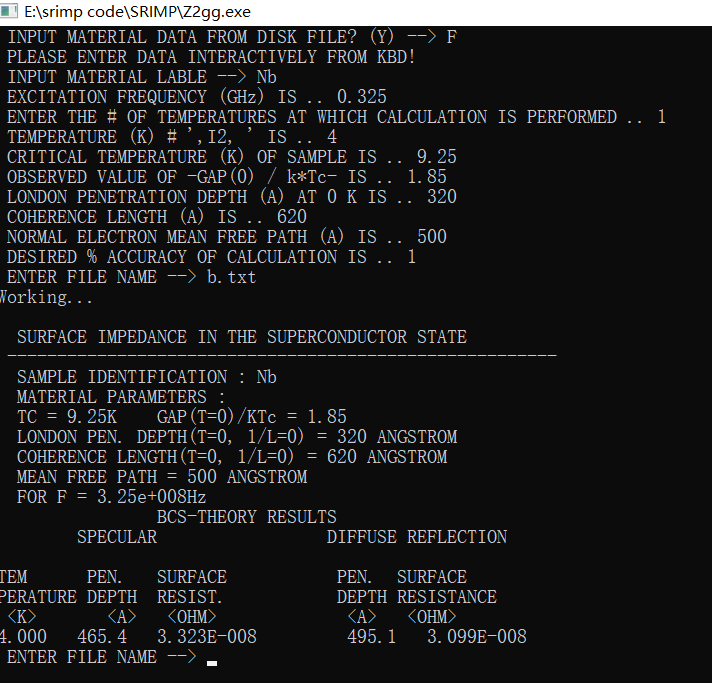 E:\srimp code\SRIMP\Z2gg.exe
INPUT MATERIAL DATA FROM DISK FILE? (Y) --> F
PLEASE ENTER DATA INTERACTIVELY FROM KBD!
INPUT MATERIAL LABLE --> Nb
EXCITATION FREQUENCY (GHz) IS .. 0.325
ENTER THE # OF TEMPERATURES AT WHICH CALCULATION IS PERFORMED .. 1
TEMPERATURE (K) # ',I2, ' IS .. 4
CRITICAL TEMPERATURE (K) OF SAMPLE IS .. 9.25
OBSERVED VALUE OF -GAP(0) / k*Tc- IS .. 1.85
LONDON PENETRATION DEPTH (A) AT 0 K IS .. 320
COHERENCE LENGTH (A) IS .. 620
NORMAL ELECTRON MEAN FREE PATH (A) IS .. 500
DESIRED % ACCURACY OF CALCULATION IS .. 1
ENTER FILE NAME --> b.txt
Working...
SURFACE IMPEDANCE IN THE SUPERCONDUCTOR STATE
-------------------------------------------------------
SAMPLE IDENTIFICATION : Nb
MATERIAL PARAMETERS :
TC = 9.25K    GAP(T=0)/KTc = 1.85
LONDON PEN. DEPTH(T=0, 1/L=0) = 320 ANGSTROM
COHERENCE LENGTH(T=0, 1/L=0) = 620 ANGSTROM
MEAN FREE PATH = 500 ANGSTROM
FOR F = 3.25e+008Hz
BCS-THEORY RESULTS
SPECULAR                 DIFFUSE REFLECTION
TEM      PEN.   SURFACE           PEN.  SURFACE
PERATURE DEPTH  RESIST.           DEPTH RESISTANCE
<K>       <A>   <OHM>             <A>   <OHM>
4.000   465.4   3.323E-008         495.1   3.099E-008
ENTER FILE NAME -->